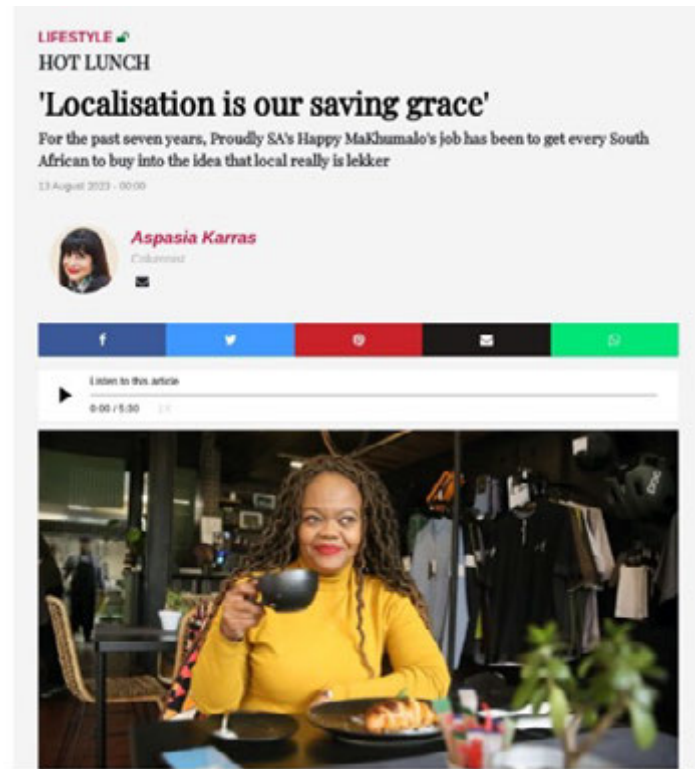 LIFESTYLE
HOT LUNCH
'Localisation is our saving grace'
For the past seven years, Proudly SA's Happy MaKhumalo's job has been to get every South
African to buy into the idea that local really is lekker
13 August 2023 - 00:00
Aspasia Karras
Columnist
Listen to this article
0:00 / 5:30